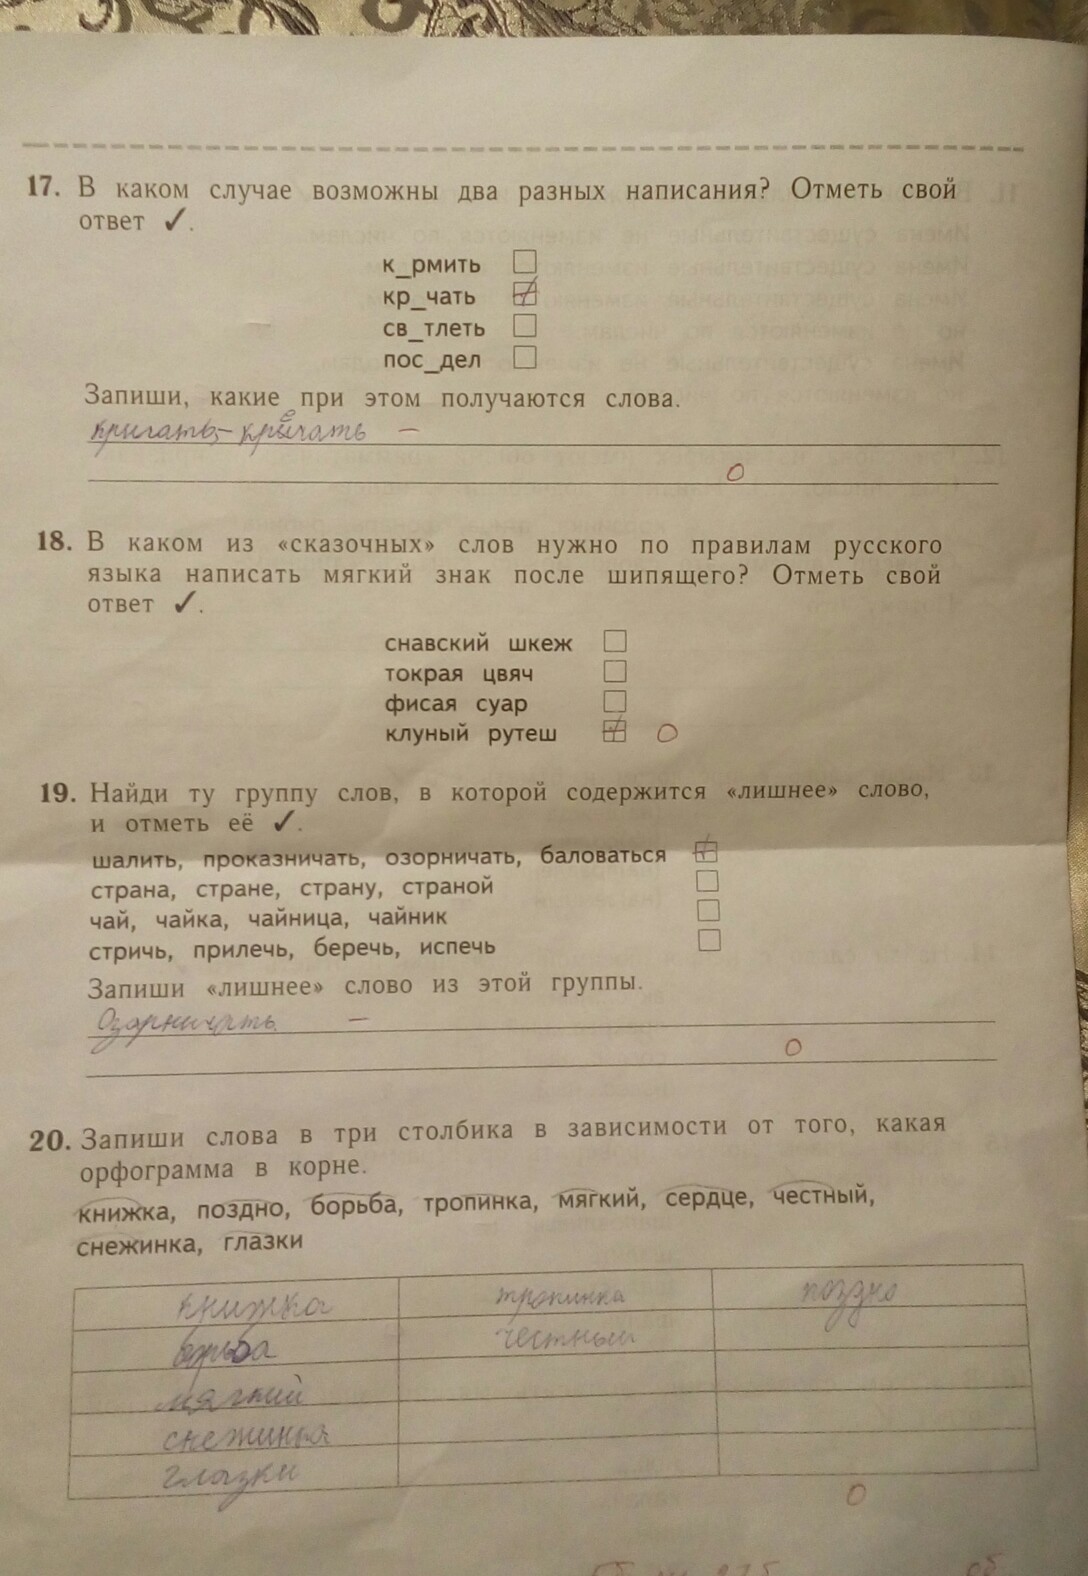 17. В каком случае возможны два разных написания? Отметь свой
ответ ✓.
к_рмить
кр_чать
св_тлеть
пос_дел
Запиши, какие при этом получаются слова.
кричать, - крычать –
18. В каком из «сказочных» слов нужно по правилам русского
языка написать мягкий знак после шипящего? Отметь свой
ответ ✓.
снавский шкеж
токрая цвяч
фисая суар
клуный рутеш
19. Найди ту группу слов, в которой содержится «лишнее» слово,
и отметь её ✓.
шалить, проказничать, озорничать, баловаться
страна, стране, страну, страной
чай, чайка, чайница, чайник
стричь, прилечь, беречь, испечь
Запиши «лишнее» слово из этой группы.
Озорничать –
20. Запиши слова в три столбика в зависимости от того, какая
орфограмма в корне.
книжка, поздно, борьба, тропинка, мягкий, сердце, честный,
снежинка, глазки
книжка тропинка поздно
борьба честный
мягкий
снежинка
глазки